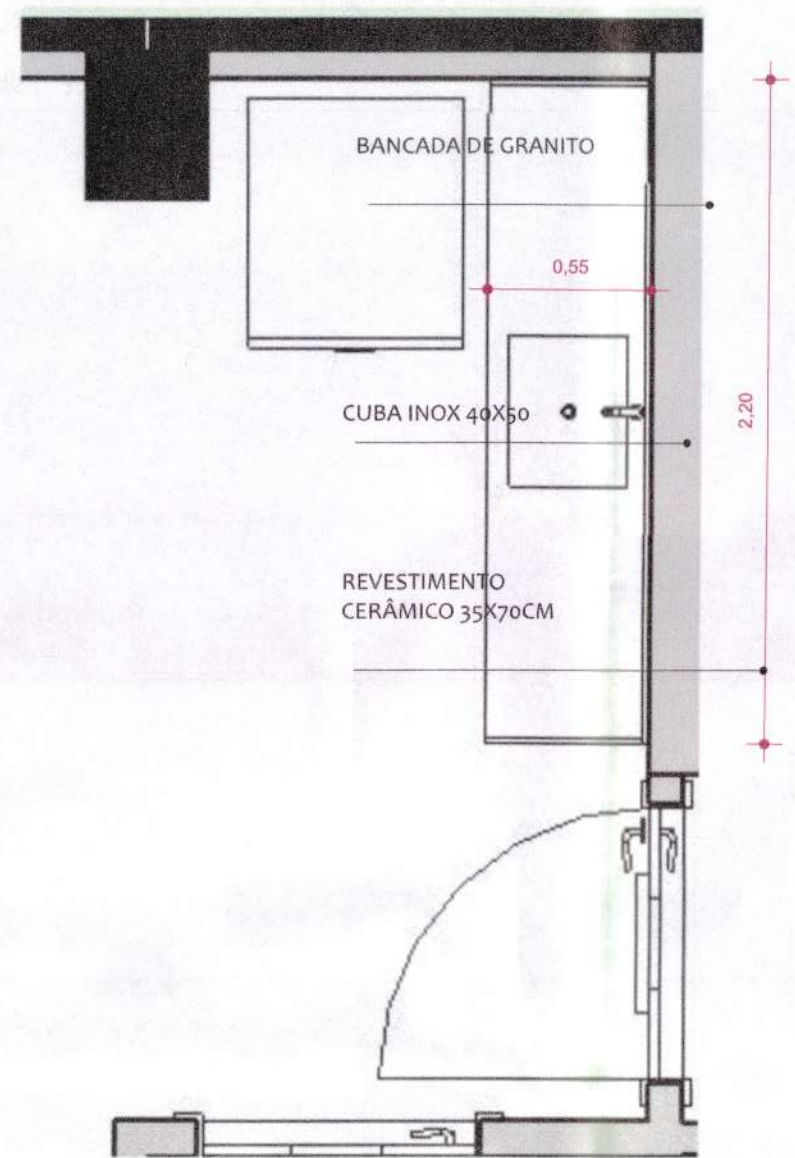 BANCADA DE GRANITO
0,55
CUBA INOX 40X50
2,20
REVESTIMENTO
CERÂMICO 35X70CM